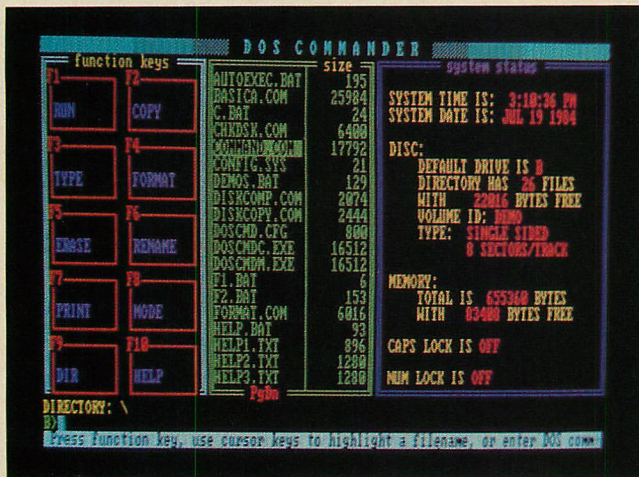 DOS COMMANDER
function keys
F1
RUN
F2
COPY
F3
TYPE
F4
FORMAT
F5
ERASE
F6
RENAME
F7
PRINT
F8
MODE
F9
DIR
F10
HELP
size
AUTOEXEC.BAT 195
BASICA.COM 25984
C.BAT 24
CHKDSK.COM 6400
COMMAND.COM 17792
CONFIG.SYS 21
DEMOS.BAT 129
DISKCOMP.COM 2074
DISKCOPY.COM 2444
DOSCMD.CFG 800
DOSCMDC.EXE 16512
DOSCMDM.EXE 16512
F1.BAT 6
F2.BAT 153
FORMAT.COM 6016
HELP.BAT 93
HELP1.TXT 896
HELP2.TXT 1280
HELP3.TXT 1280
PgDn
system status
SYSTEM TIME IS: 3:10:36 PM
SYSTEM DATE IS: JUL 19 1984
DISC:
DEFAULT DRIVE IS B
DIRECTORY HAS 26 FILES
WITH 22016 BYTES FREE
VOLUME ID: DEMO
TYPE: SINGLE SIDED
8 SECTORS/TRACK
MEMORY:
TOTAL IS 655360 BYTES
WITH 83408 BYTES FREE
CAPS LOCK IS OFF
NUM LOCK IS OFF
DIRECTORY: \
B>
Press function key, use cursor keys to highlight a filename, or enter DOS comm